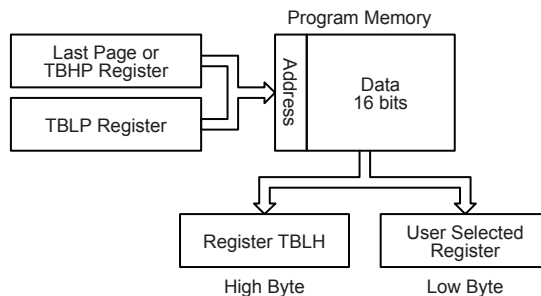 Program Memory
Last Page or
TBHP Register
TBLP Register
Address
Data
16 bits
Register TBLH
User Selected
Register
High Byte
Low Byte